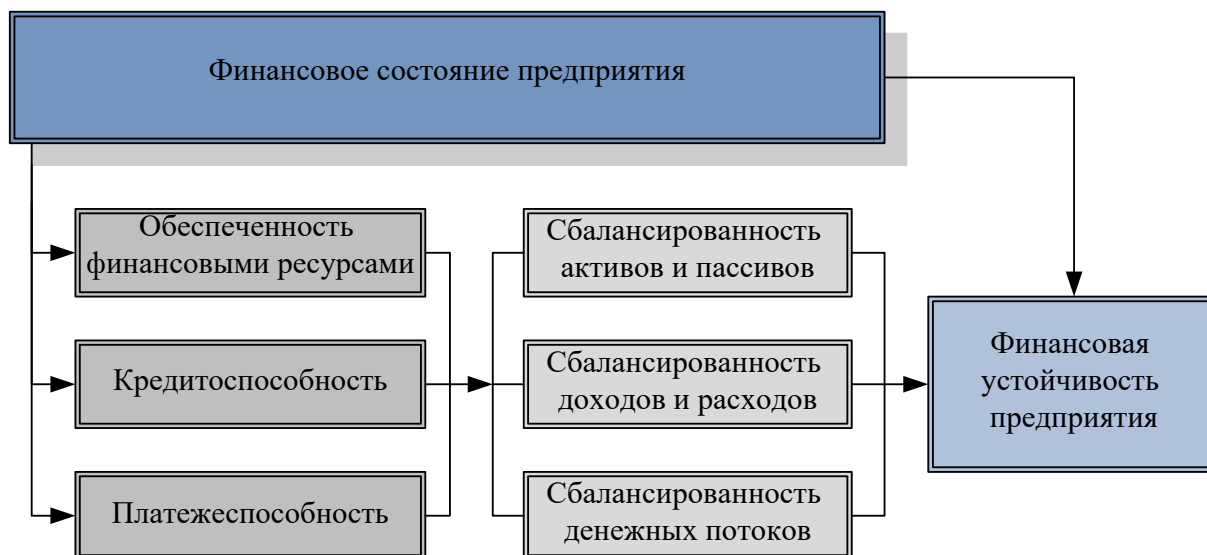 Финансовое состояние предприятия
Обеспеченность
финансовыми ресурсами
Сбалансированность
активов и пассивов
Кредитоспособность
Сбалансированность
доходов и расходов
Финансовая
устойчивость
предприятия
Платежеспособность
Сбалансированность
денежных потоков